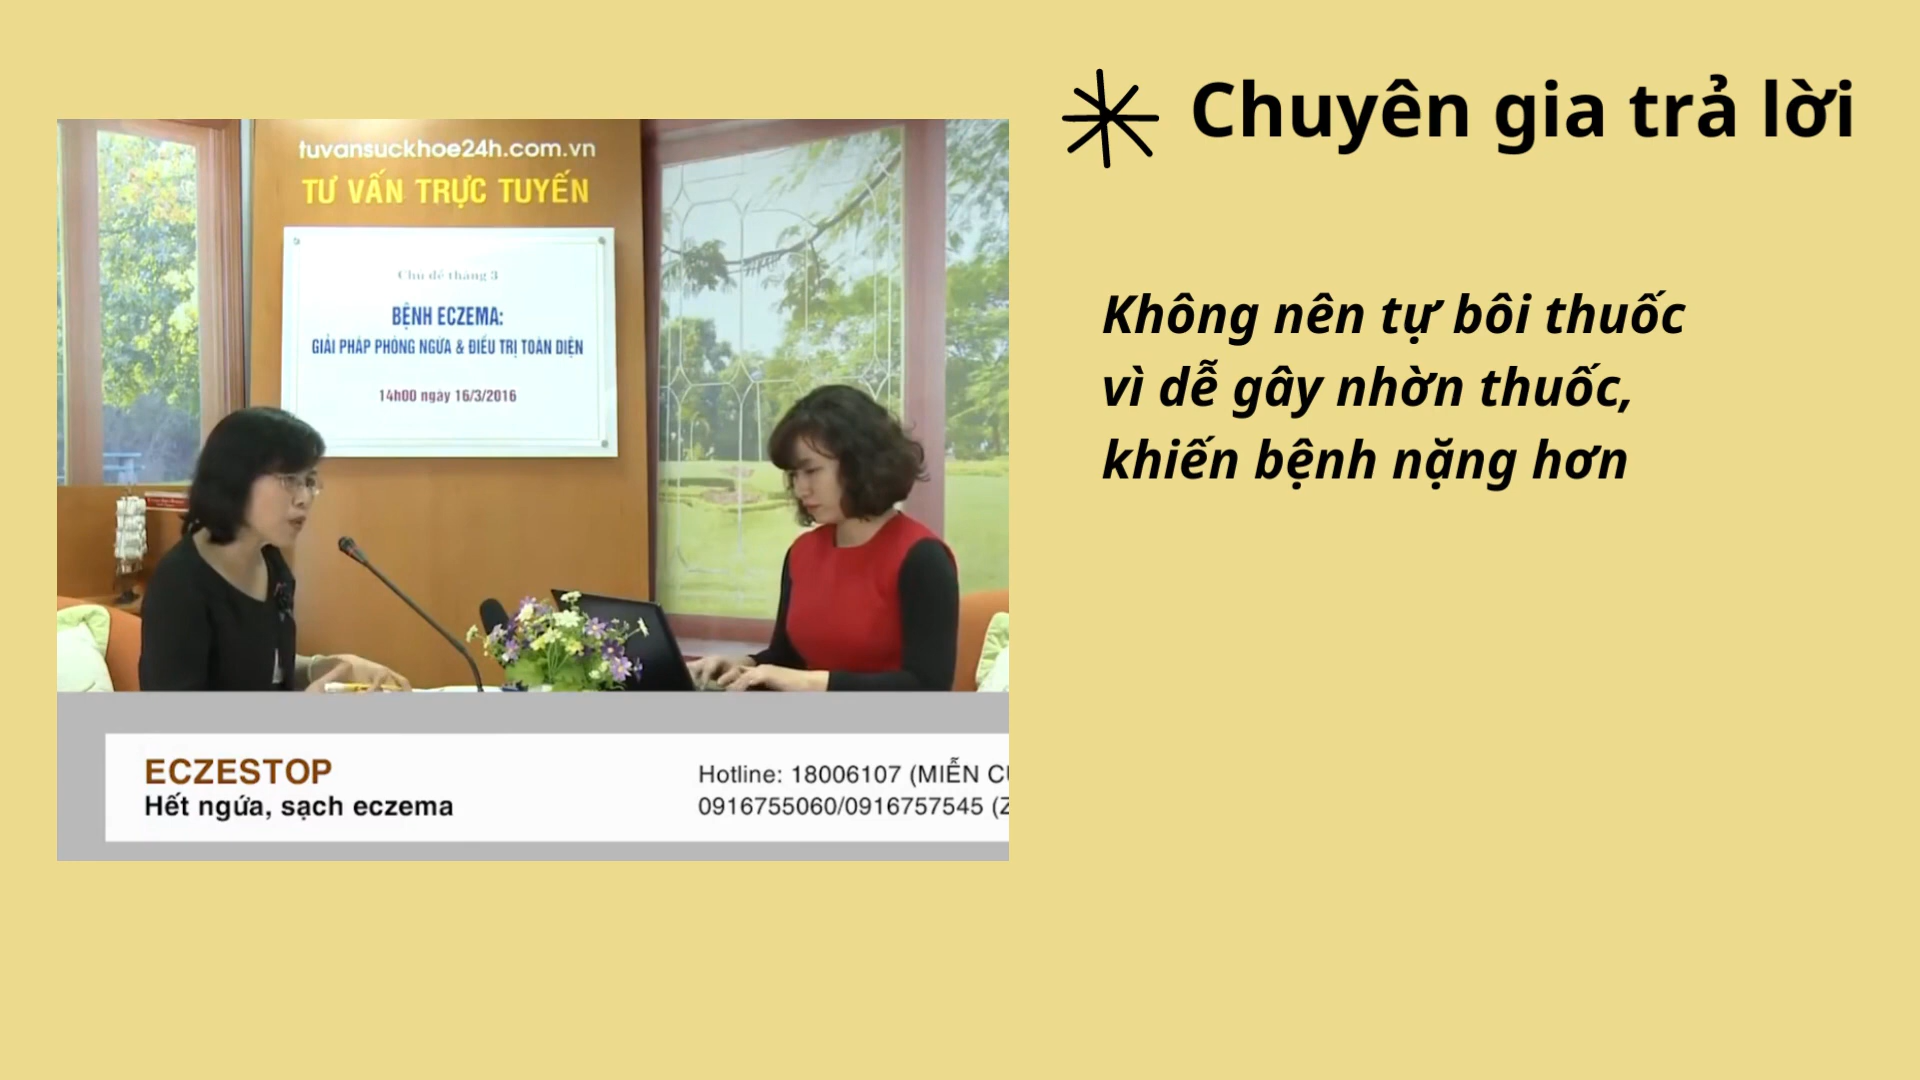 Chuyên gia trả lời
tuvansuckhoe24h.com.vn
TƯ VẤN TRỰC TUYẾN
Chủ đề tháng 3
BỆNH ECZEMA:
GIẢI PHÁP PHÒNG NGỪA & ĐIỀU TRỊ TOÀN DIỆN
14h00 ngày 16/3/2016
Không nên tự bôi thuốc
vì dễ gây nhờn thuốc,
khiến bệnh nặng hơn
ECZESTOP
Hết ngứa, sạch eczema
Hotline: 18006107 (MIỄN
0916755060/0916757545